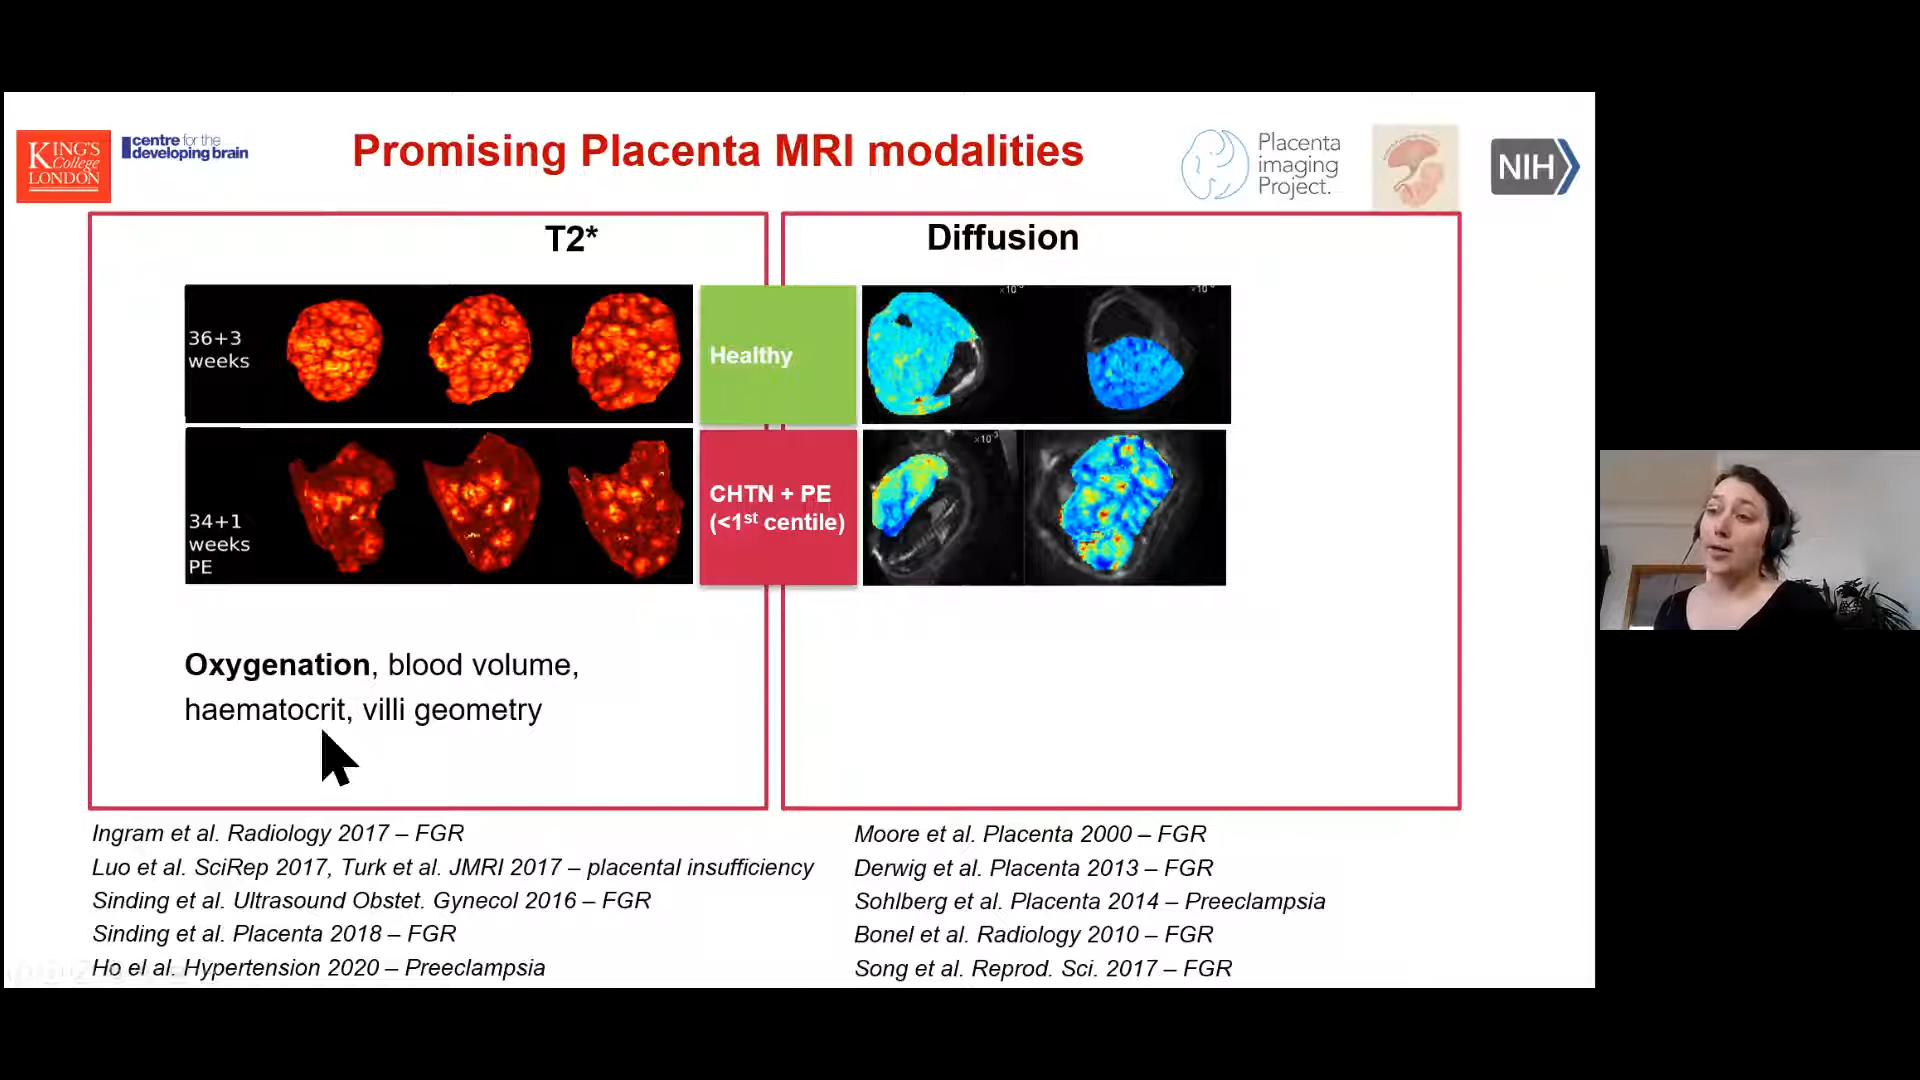 KING'S
College
LONDON
centre for the
developing brain
Promising Placenta MRI modalities
Placenta
imaging
Project.
NIH
T2*
Diffusion
36+3
weeks
Healthy
×10
×10
34+1
weeks
PE
CHTN + PE
(<1st centile)
×10-3
Oxygenation, blood volume,
haematocrit, villi geometry
Ingram et al. Radiology 2017 – FGR
Luo et al. SciRep 2017, Turk et al. JMRI 2017 – placental insufficiency
Sinding et al. Ultrasound Obstet. Gynecol 2016 – FGR
Sinding et al. Placenta 2018 – FGR
Ho el al. Hypertension 2020 – Preeclampsia
Moore et al. Placenta 2000 – FGR
Derwig et al. Placenta 2013 – FGR
Sohlberg et al. Placenta 2014 – Preeclampsia
Bonel et al. Radiology 2010 – FGR
Song et al. Reprod. Sci. 2017 – FGR